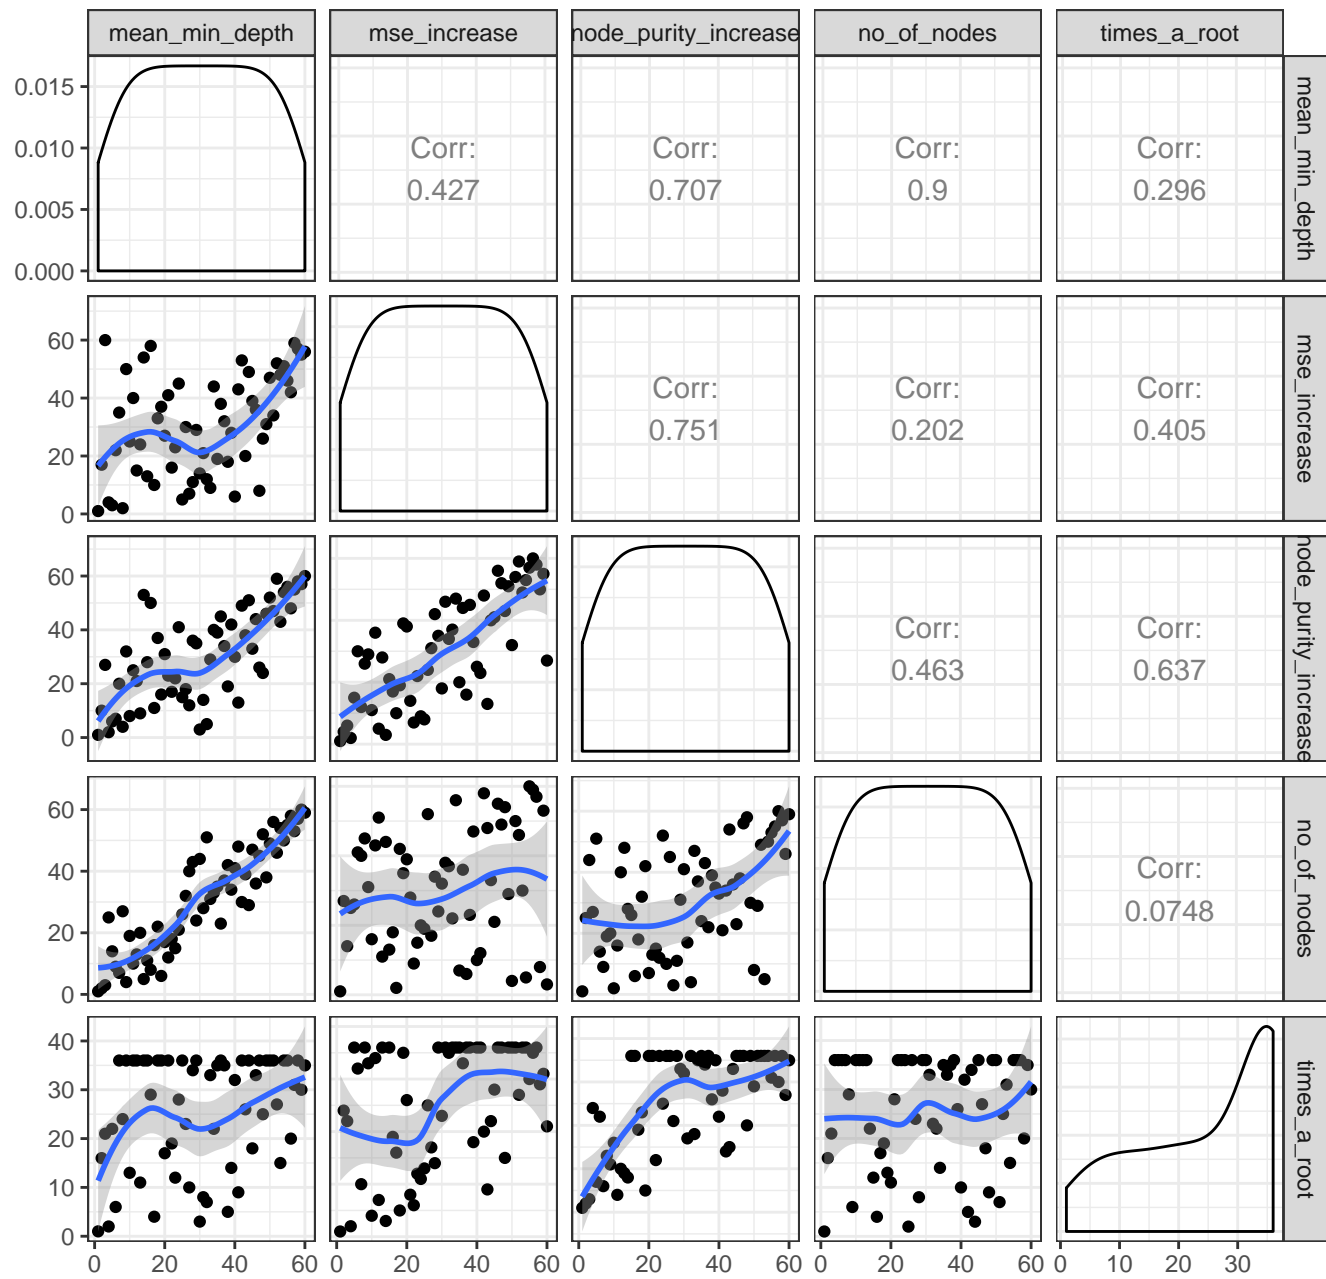 mean_min_depth mse_increase node_purity_increase no_of_nodes times_a_root
0.015
0.010
0.005
0.000
Corr:
0.427
Corr:
0.707
Corr:
0.9
Corr:
0.296
mean_min_depth
60
40
20
0
Corr:
0.751
Corr:
0.202
Corr:
0.405
mse_increase
60
40
20
0
Corr:
0.463
Corr:
0.637
node_purity_increase
60
40
20
0
Corr:
0.0748
no_of_nodes
40
30
20
10
0
times_a_root
0 20 40 60 0 20 40 60 0 20 40 60 0 20 40 60 0 10 20 30